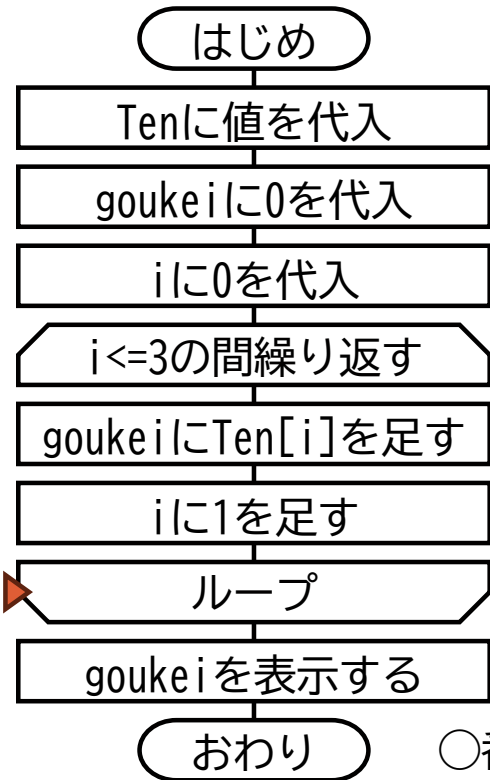 はじめ
Tenに値を代入
goukeiに0を代入
iに0を代入
i<=3の間繰り返す
goukeiにTen[i]を足す
iに1を足す
ループ
goukeiを表示する
おわり